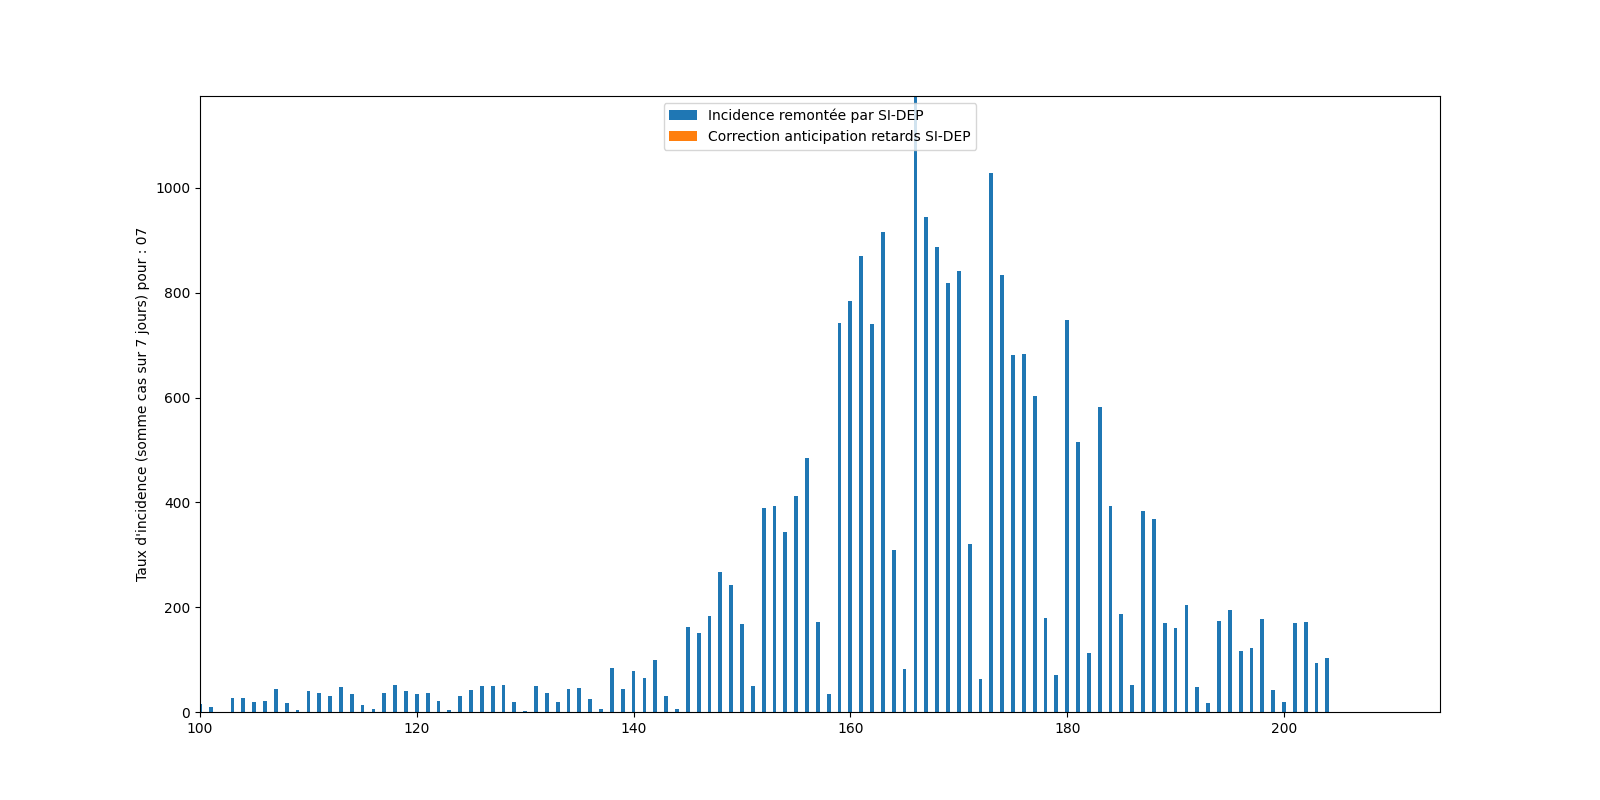 Incidence remontée par SI-DEP
Correction anticipation retards SI-DEP
Taux d'incidence (somme cas sur 7 jours) pour : 07
1000
800
600
400
200
0
100 120 140 160 180 200